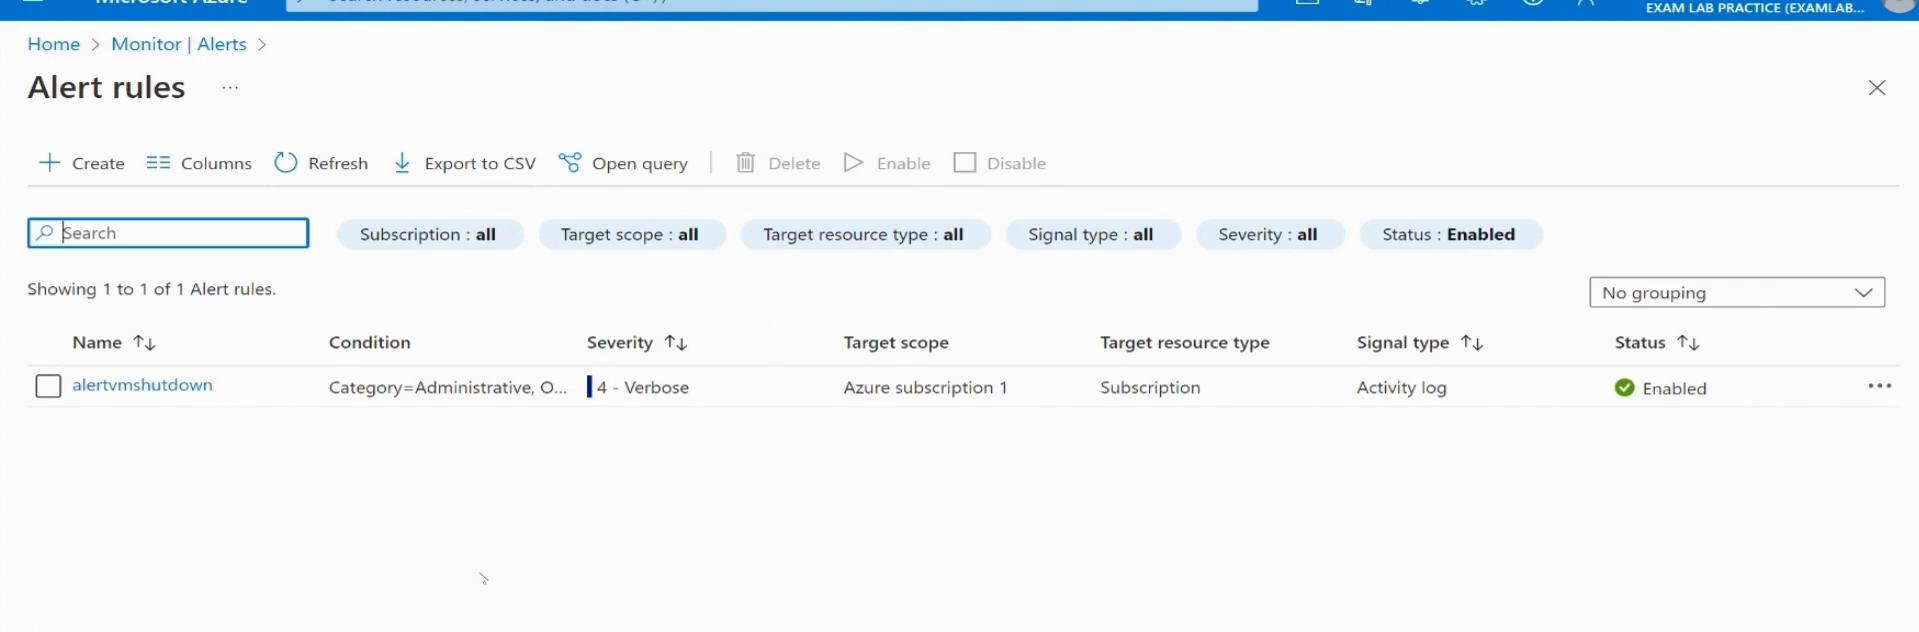 EXAM LAB PRACTICE (EXAMLAB...
Home > Monitor | Alerts >
Alert rules ...
Create Columns Refresh Export to CSV Open query | Delete Enable Disable
Search Subscription : all Target scope : all Target resource type : all Signal type : all Severity : all Status : Enabled
Showing 1 to 1 of 1 Alert rules. No grouping
Name Condition Severity Target scope Target resource type Signal type Status
alertvmshutdown Category=Administrative, O... 4 - Verbose Azure subscription 1 Subscription Activity log Enabled ...